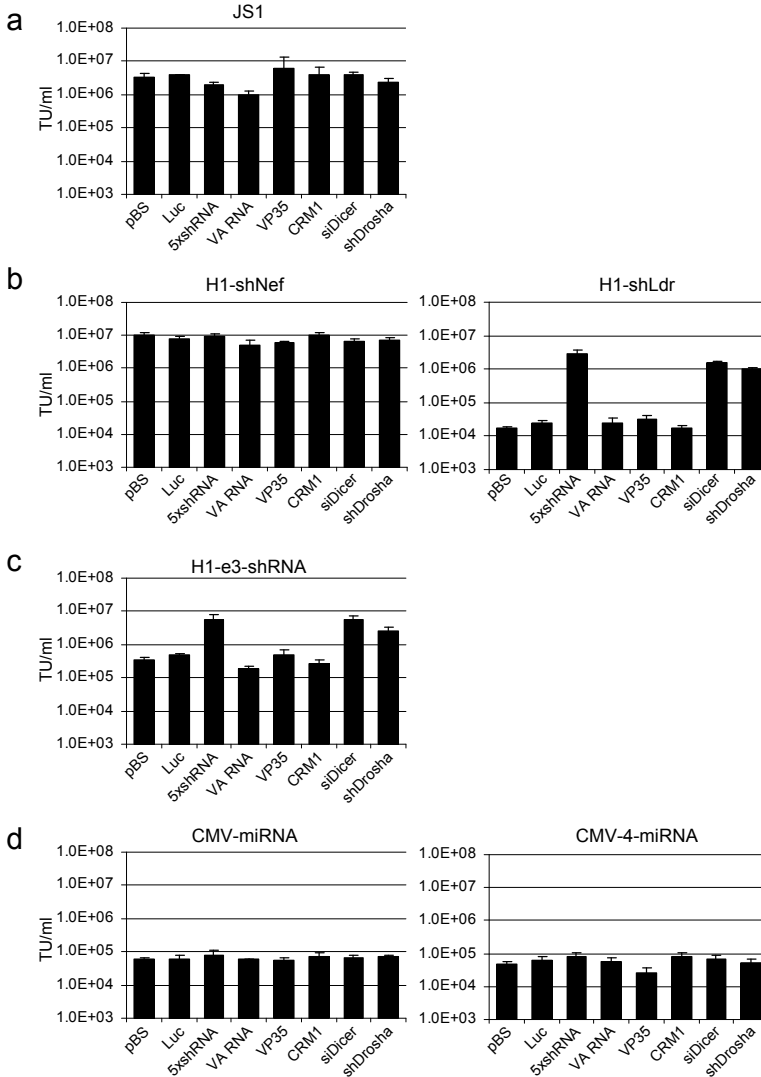 a
JS1
1.0E+08
1.0E+07
1.0E+06
1.0E+05
1.0E+04
1.0E+03
TU/ml
pBS
Luc
5xshRNA
VA RNA
VP35
CRM1
siDicer
shDrosha
b
H1-shNef
1.0E+08
1.0E+07
1.0E+06
1.0E+05
1.0E+04
1.0E+03
TU/ml
pBS
Luc
5xshRNA
VA RNA
VP35
CRM1
siDicer
shDrosha
H1-shLdr
1.0E+08
1.0E+07
1.0E+06
1.0E+05
1.0E+04
1.0E+03
pBS
Luc
5xshRNA
VA RNA
VP35
CRM1
siDicer
shDrosha
c
H1-e3-shRNA
1.0E+08
1.0E+07
1.0E+06
1.0E+05
1.0E+04
1.0E+03
TU/ml
pBS
Luc
5xshRNA
VA RNA
VP35
CRM1
siDicer
shDrosha
d
CMV-miRNA
1.0E+08
1.0E+07
1.0E+06
1.0E+05
1.0E+04
1.0E+03
TU/ml
pBS
Luc
5xshRNA
VA RNA
VP35
CRM1
siDicer
shDrosha
CMV-4-miRNA
1.0E+08
1.0E+07
1.0E+06
1.0E+05
1.0E+04
1.0E+03
pBS
Luc
5xshRNA
VA RNA
VP35
CRM1
siDicer
shDrosha